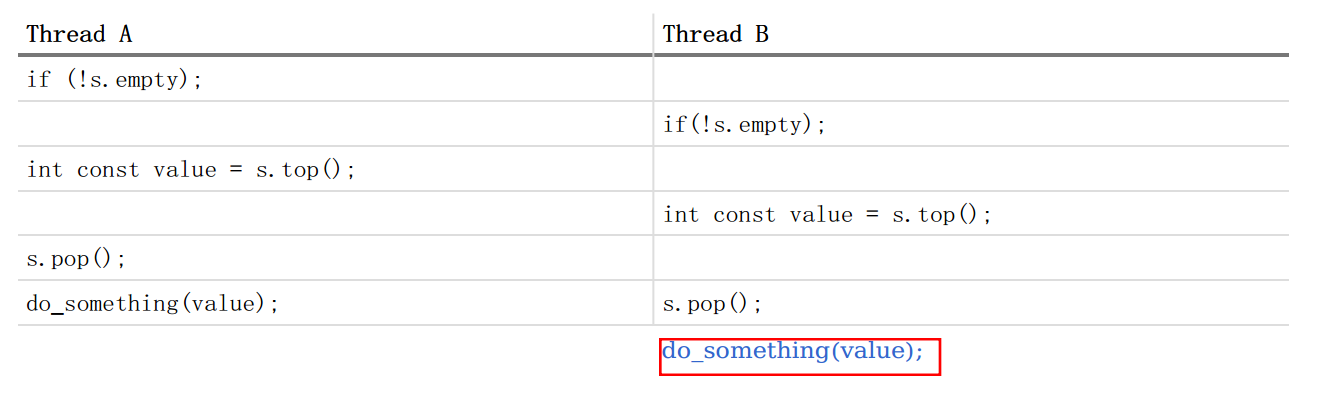 Thread A Thread B
if (!s.empty);
if(!s.empty);
int const value = s.top();
int const value = s.top();
s.pop();
do_something(value); s.pop();
do_something(value);